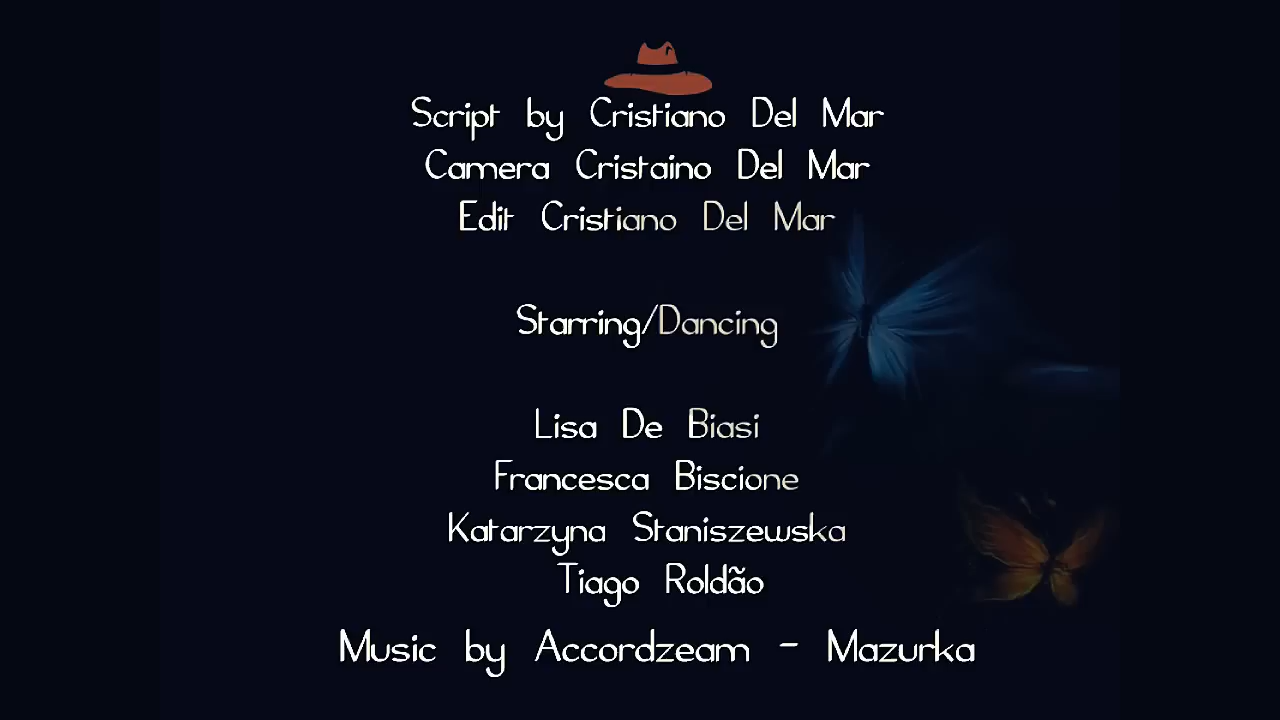 Script by Cristiano Del Mar
Camera Cristaino Del Mar
Edit Cristiano Del Mar
Starring/Dancing
Lisa De Biasi
Francesca Biscione
Katarzyna Staniszewska
Tiago Roldão
Music by Accordzeam - Mazurka